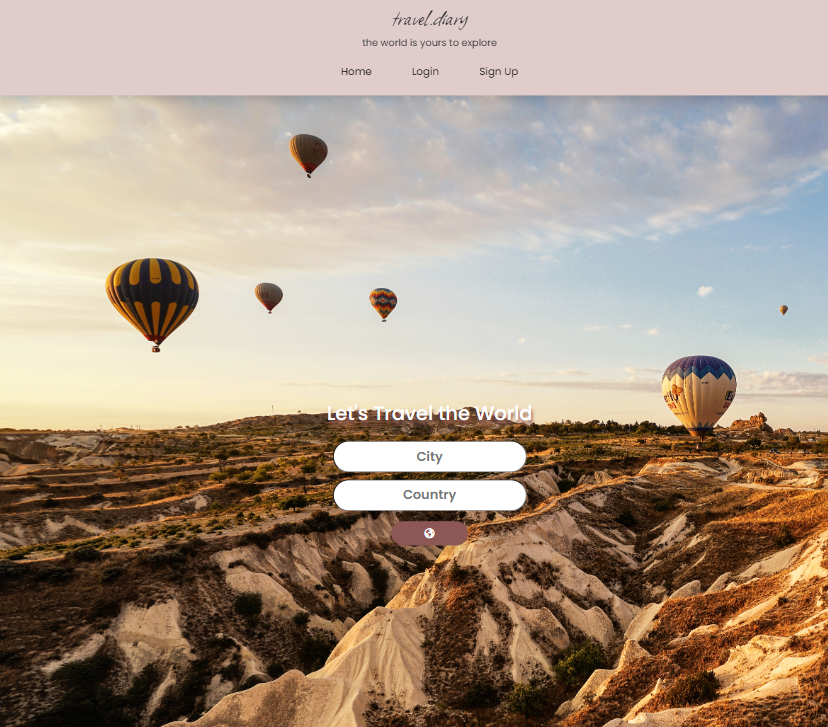 travel.diary
the world is yours to explore
Home Login Sign Up
Let's Travel the World
City
Country